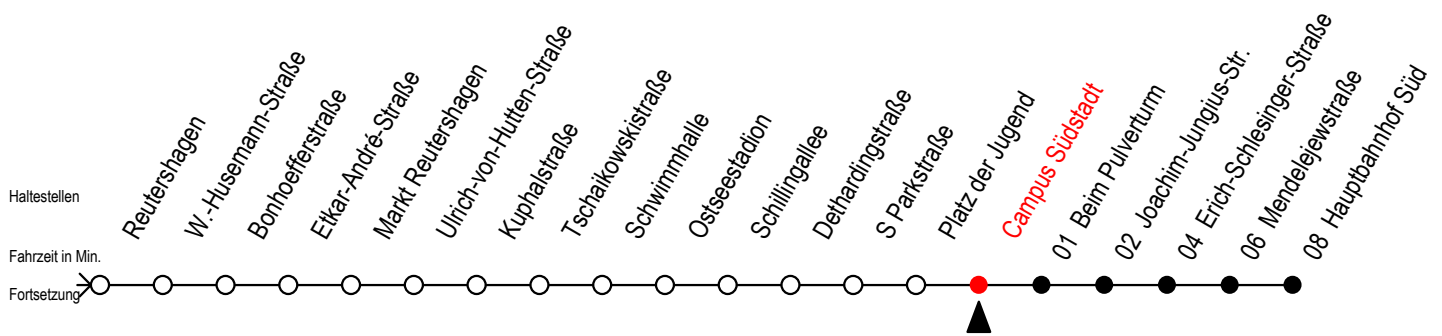 Haltestellen
Reutershagen
W.-Husemann-Straße
Bonhoefferstraße
Etkar-André-Straße
Markt Reutershagen
Ulrich-von-Hutten-Straße
Kuphalstraße
Tschaikowskistraße
Schwimmhalle
Ostseestadion
Schillingallee
Dethardingstraße
S Parkstraße
Platz der Jugend
Campus Südstadt
01 Beim Pulverturm
02 Joachim-Jungius-Str.
04 Erich-Schlesinger-Straße
06 Mendelejewstraße
08 Hauptbahnhof Süd
Fahrzeit in Min.
Fortsetzung